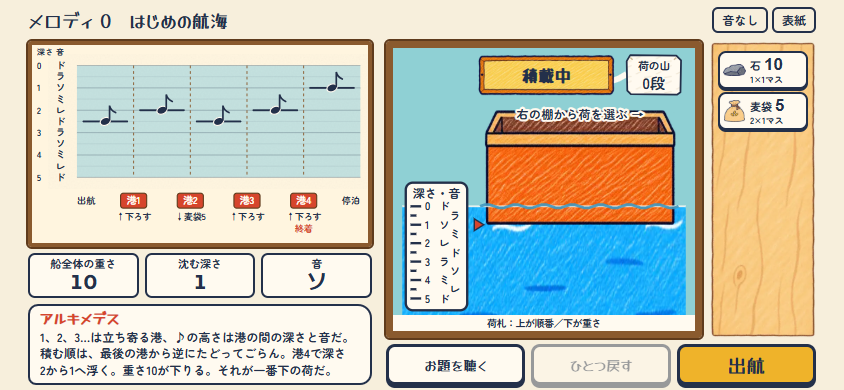 メロディ0 はじめの航海
音なし
表紙
深さ 音
0
1
2
3
4
5
ド
ラ
ソ
ミ
レ
ド
ラ
ソ
ミ
レ
ド
出航
港1
港2
港3
港4
停泊
↑下ろす
↓麦袋5
↑下ろす
↑下ろす
終着
船全体の重さ
10
沈む深さ
1
音
ソ
アルキメデス
1、2、3…は立ち寄る港、♪の高さは港の間の深さと音だ。
積む順は、最後の港から逆にたどってごらん。港4で深さ
2から1へ浮く。重さ10が下りる。それが一番下の荷だ。
積載中
荷の山
0段
右の棚から荷を選ぶ→
深さ・音
0 ド
ラ
1 ソ
ミ
2 レ
ド
3 ラ
ソ
4 ミ
レ
5 ド
荷札：上が順番／下が重さ
石 10
1×1マス
麦袋 5
2×1マス
お題を聴く
ひとつ戻す
出航